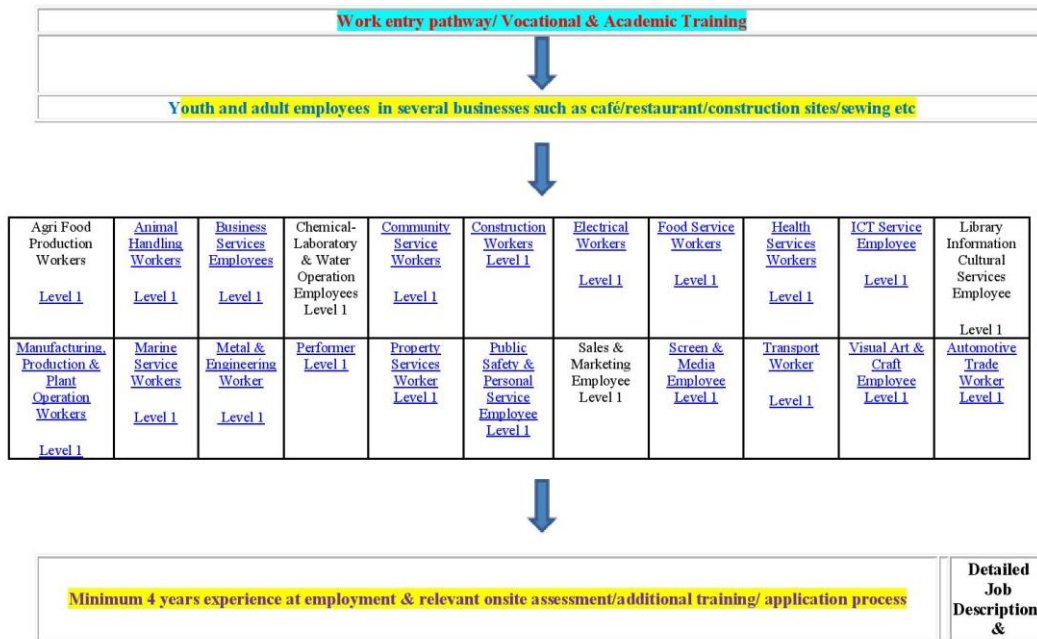 Work entry pathway/ Vocational & Academic Training
Youth and adult employees in several businesses such as café/restaurant/construction sites/sewing etc
Agri Food
Production
Workers
Level 1
Animal
Handling
Workers
Level 1
Business
Services
Employees
Level 1
Chemical-
Laboratory
& Water
Operation
Employees
Level 1
Community
Service
Workers
Level 1
Construction
Workers
Level 1
Electrical
Workers
Level 1
Food Service
Workers
Level 1
Health
Services
Workers
Level 1
ICT Service
Employee
Level 1
Library
Information
Cultural
Services
Employee
Level 1
Manufacturing,
Production &
Plant
Operation
Workers
Level 1
Marine
Service
Workers
Level 1
Metal &
Engineering
Worker
Level 1
Performer
Level 1
Property
Services
Worker
Level 1
Public
Safety &
Personal
Service
Employee
Level 1
Sales &
Marketing
Employee
Level 1
Screen &
Media
Employee
Level 1
Transport
Worker
Level 1
Visual Art &
Craft
Employee
Level 1
Automotive
Trade
Worker
Level 1
Minimum 4 years experience at employment & relevant onsite assessment/additional training/ application process
Detailed
Job
Description
&